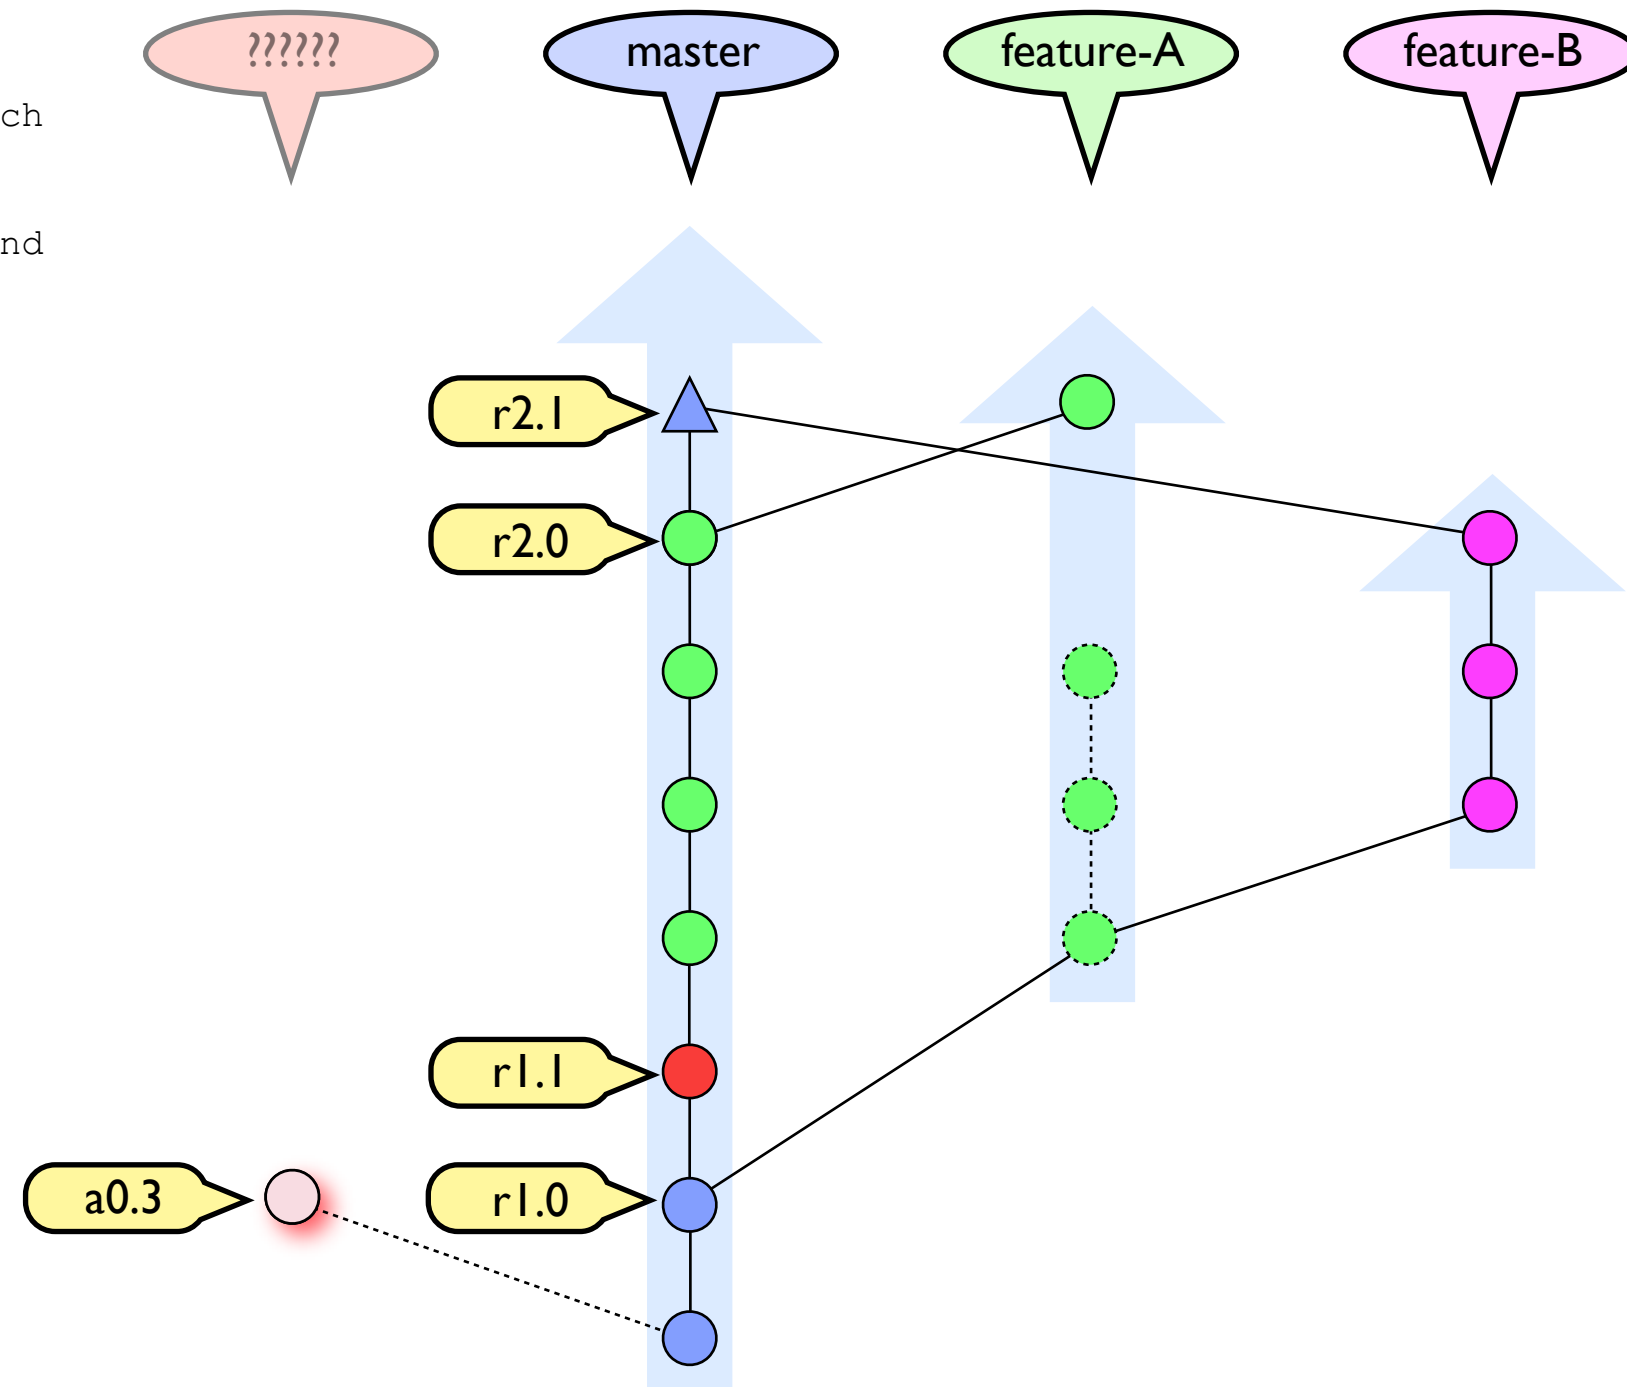 ??????
master
feature-A
feature-B
ch
nd
r2.1
r2.0
r1.1
a0.3
r1.0